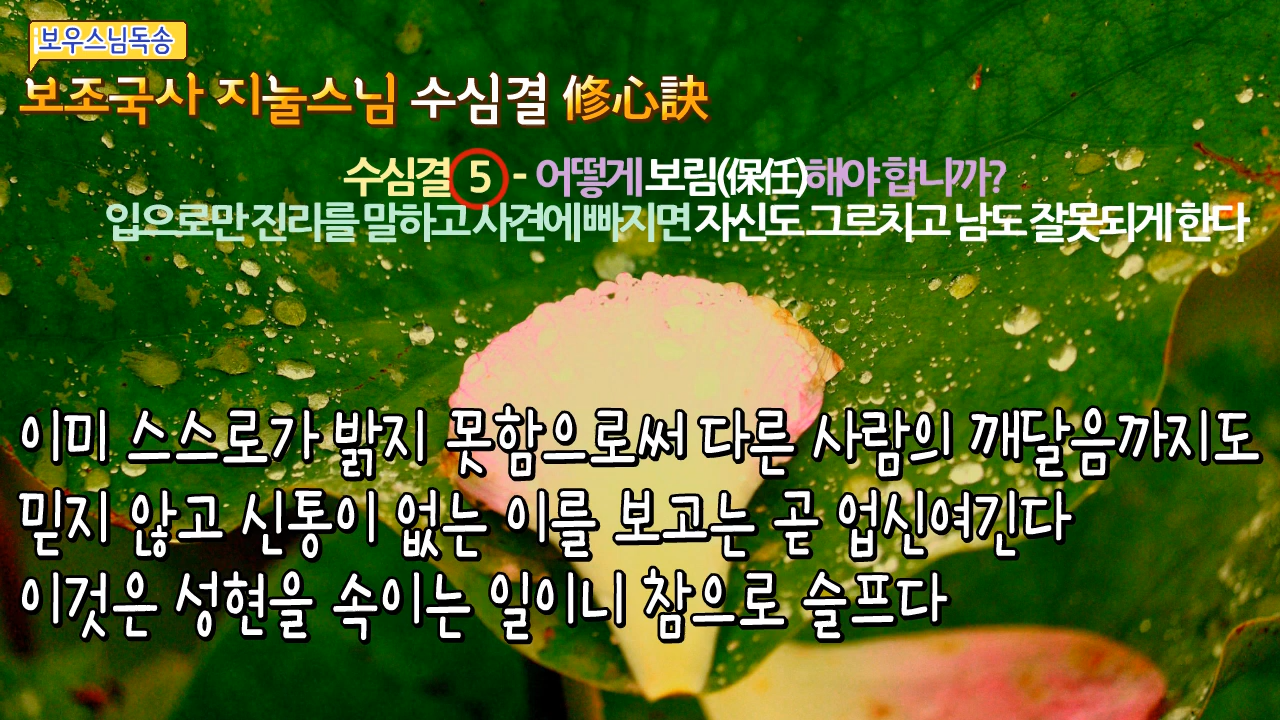 보우스님독송
보조국사 지눌스님 수심결 修心訣
수심결 5 - 어떻게 보림(保任)해야 합니까?
입으로만 진리를 말하고 사견에 빠지면 자신도 그르치고 남도 잘못되게 한다
이미 스스로가 밝지 못함으로써 다른 사람의 깨달음까지도
믿지 않고 신통이 없는 이를 보고는 곧 업신여긴다
이것은 성현을 속이는 일이니 참으로 슬프다